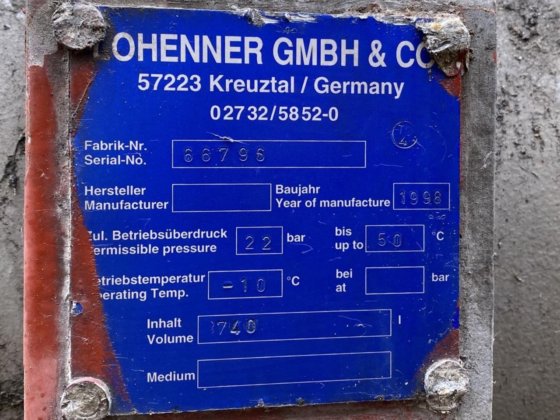 OHENNER GMBH & CO
57223 Kreuztal / Germany
02732/5852-0
Fabrik-Nr.
Serial-No. 66796
Hersteller
Manufacturer
Baujahr
Year of manufacture 1998
Zul. Betriebsüberdruck
ermissible pressure 22 bar
bis
up to 50 °C
etriebstemperatur
perating Temp. -10 °C
bei
at bar
Inhalt
Volume 740 l
Medium